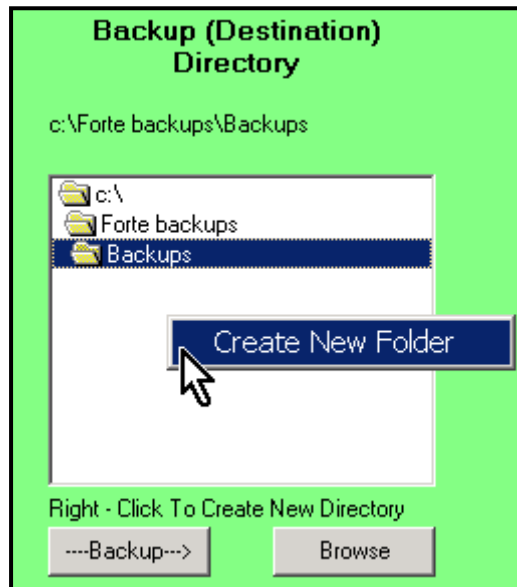 Backup (Destination)
Directory
c:\Forte backups\Backups
c:\
Forte backups
Backups
Create New Folder
Right - Click To Create New Directory
----Backup--->
Browse